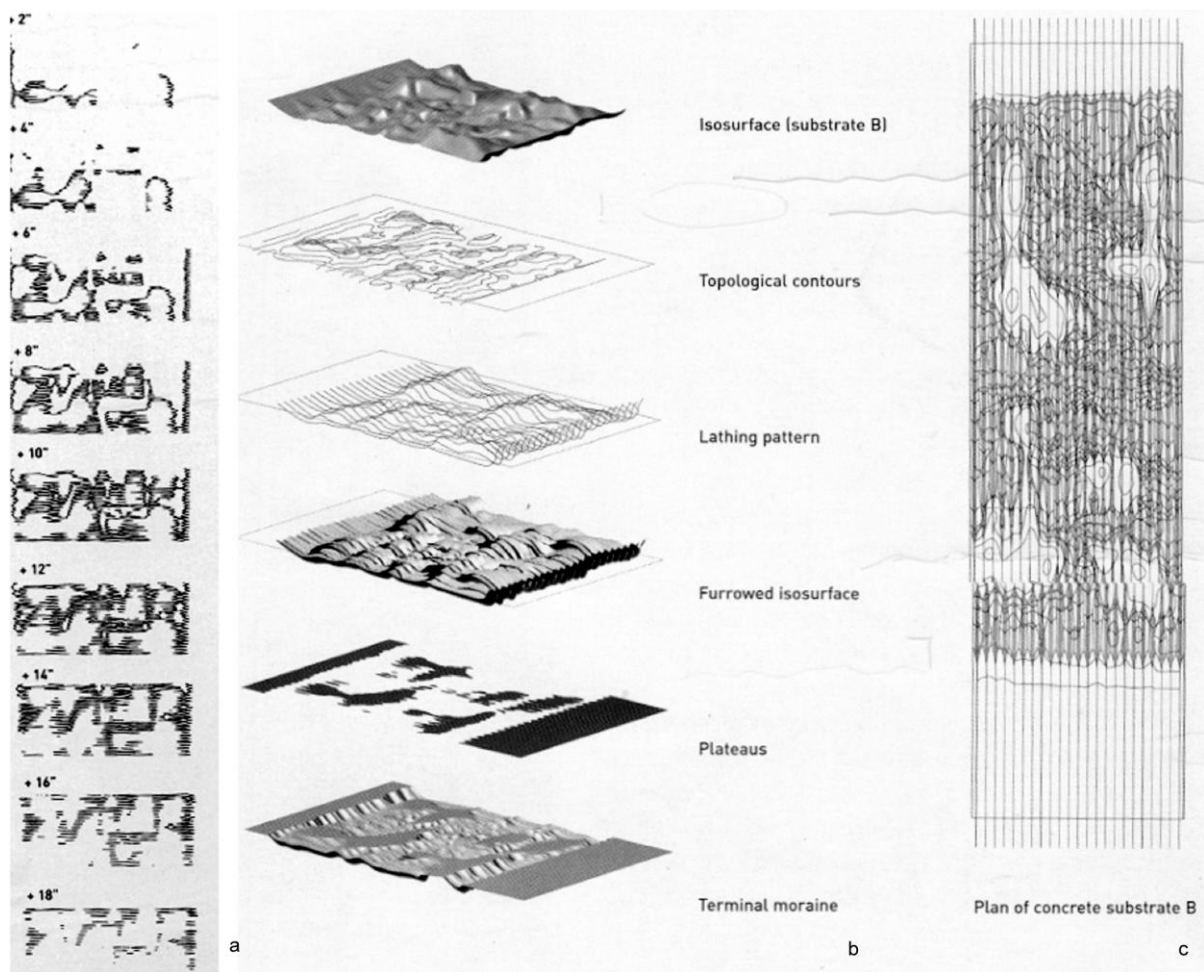 + 2"
+ 4"
+ 6"
+ 8"
+ 10"
+ 12"
+ 14"
+ 16"
+ 18"
a
Isosurface (substrate B)
Topological contours
Lathing pattern
Furrowed isosurface
Plateaus
Terminal moraine
b
Plan of concrete substrate B
c